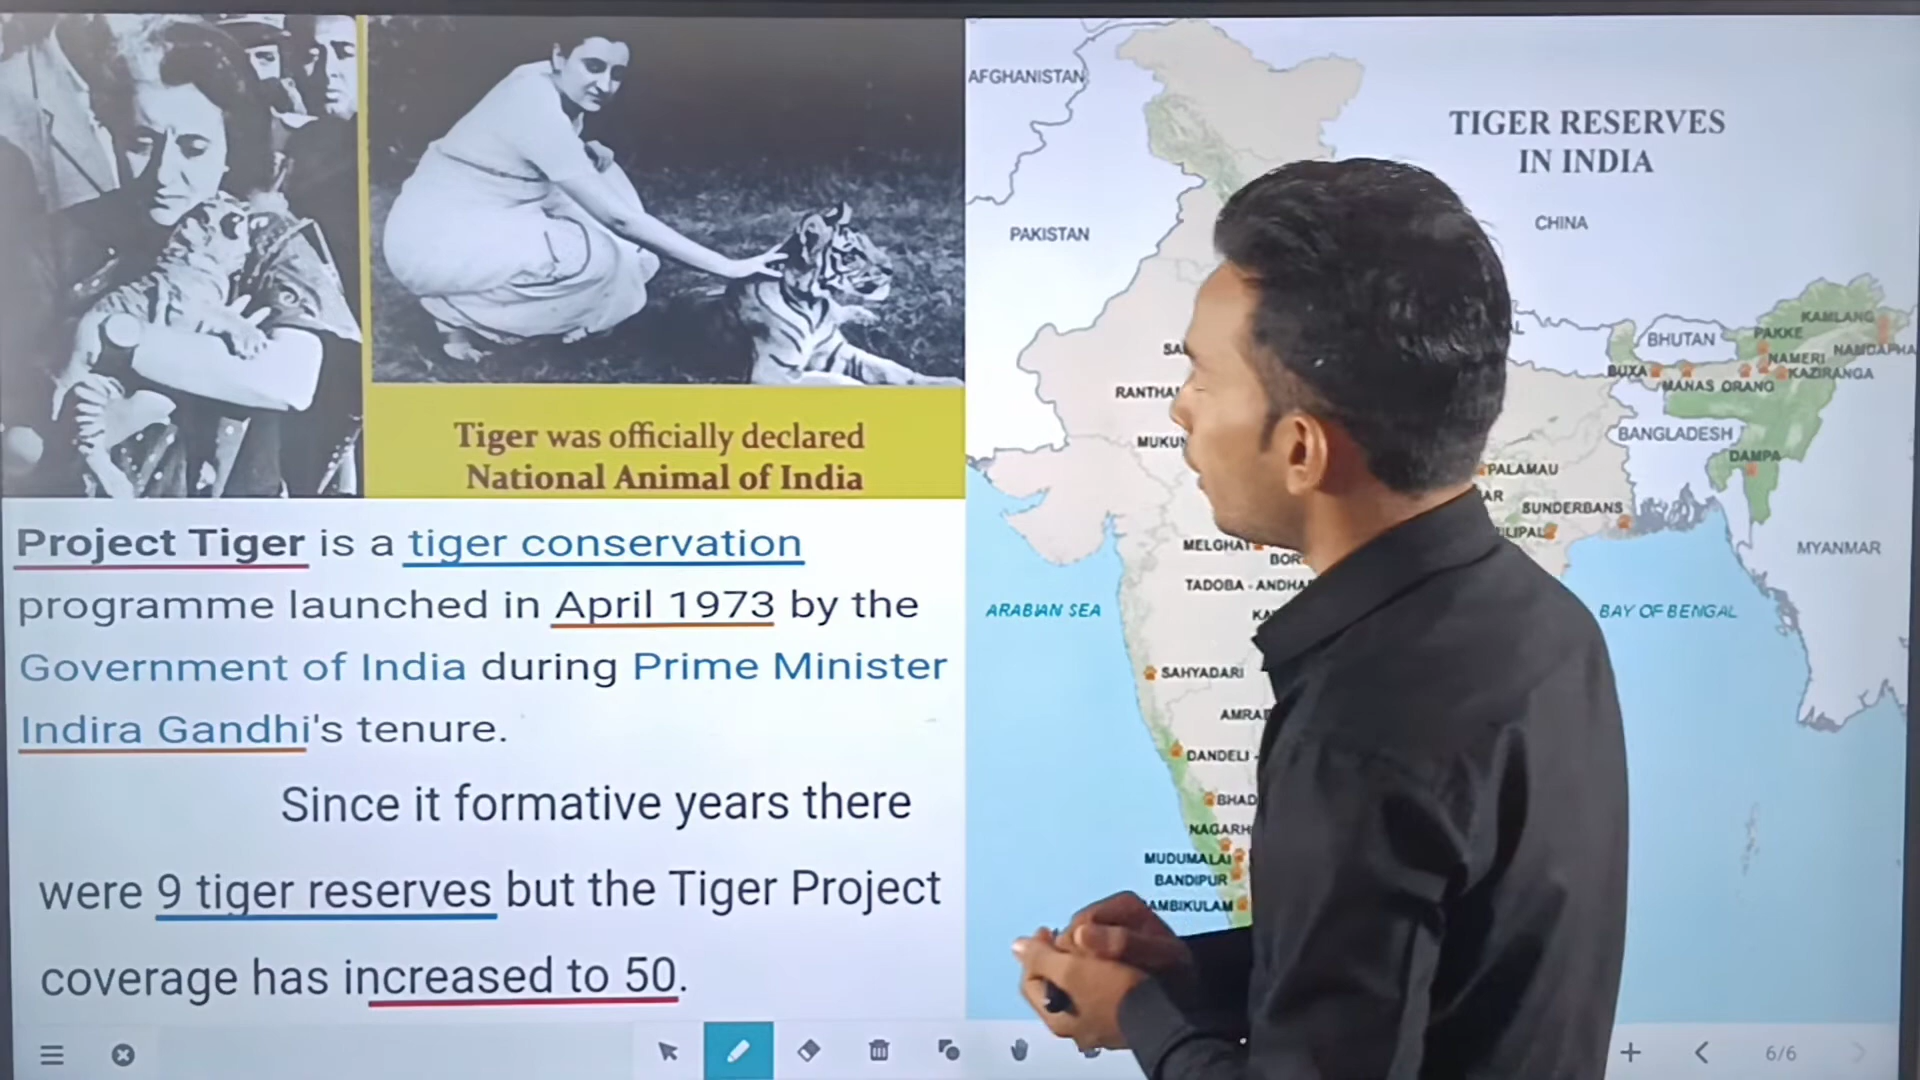 Tiger was officially declared
National Animal of India
Project Tiger is a tiger conservation
programme launched in April 1973 by the
Government of India during Prime Minister
Indira Gandhi's tenure.
Since it formative years there
were 9 tiger reserves but the Tiger Project
coverage has increased to 50.
TIGER RESERVES
IN INDIA
AFGHANISTAN
PAKISTAN
CHINA
BHUTAN
KAMLANG
PAKKE
NAMERI
NAMDAPHA
BUXA
MANAS
ORANG
KAZIRANGA
BANGLADESH
DAMPA
PALAMAU
SUNDERBANS
MYANMAR
MELGHAT
TADOBA - ANDHA
ARABIAN SEA
BAY OF BENGAL
SAHYADARI
DANDELI -
BHAD
NAGARH
MUDUMALAI
BANDIPUR
AMBIKULAM
6/6